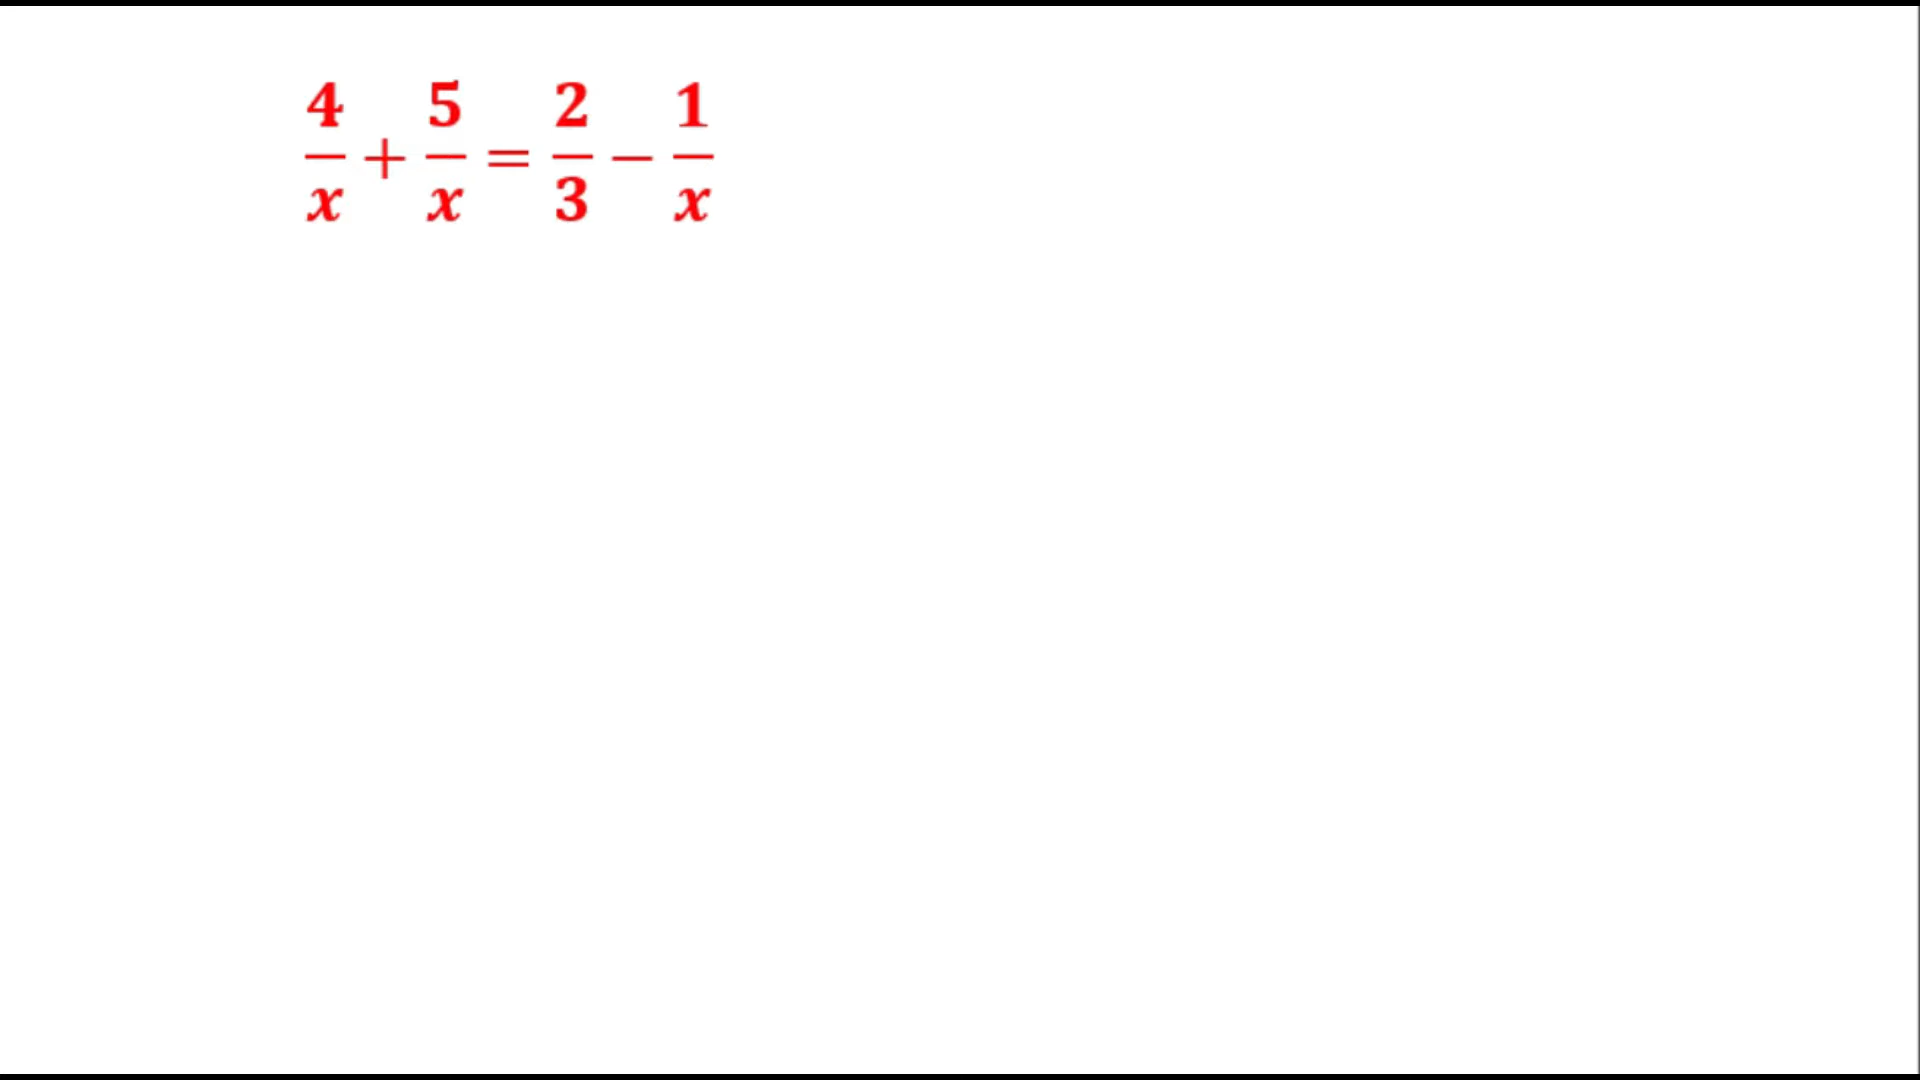 4/x + 5/x = 2/3 − 1/x